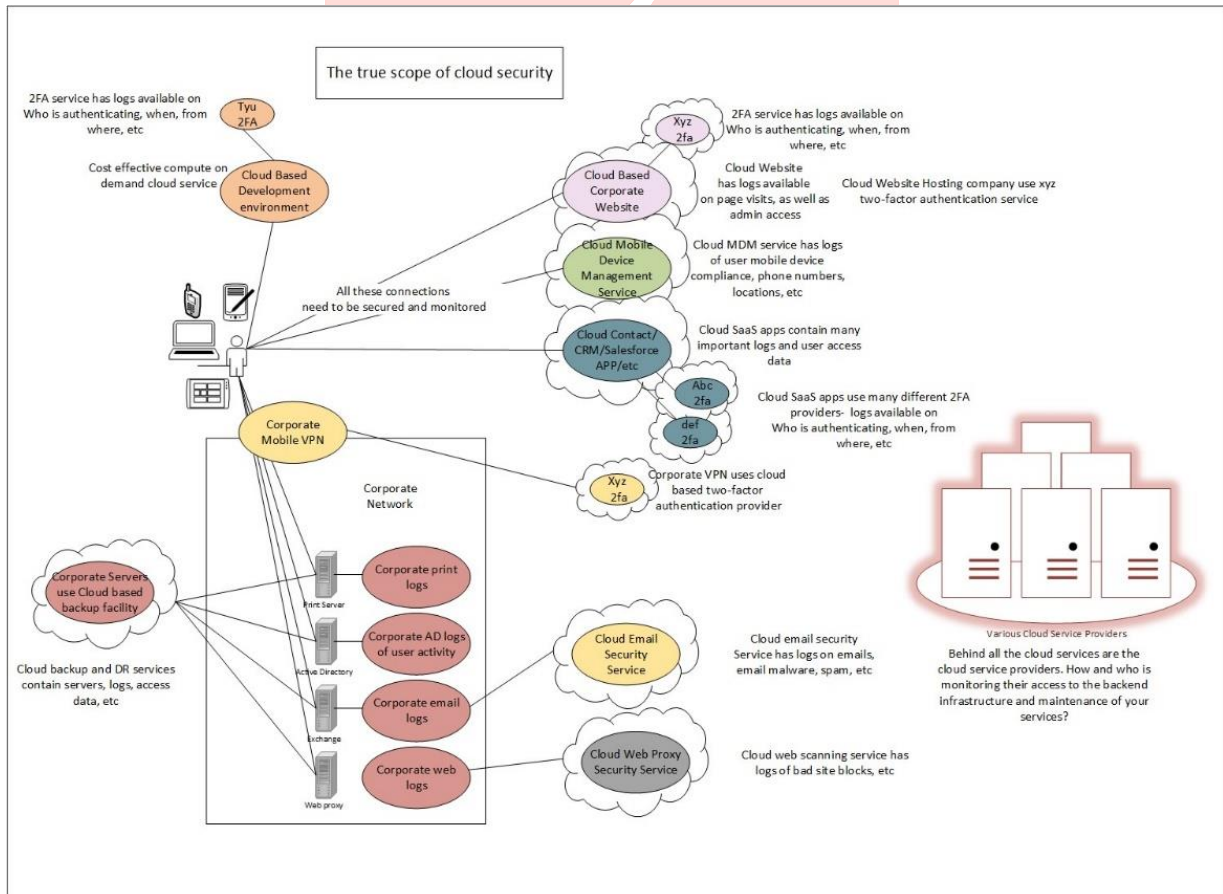 The true scope of cloud security
2FA service has logs available on
Who is authenticating, when, from
where, etc
Tyu
2FA
Cost effective compute on
demand cloud service
Cloud Based
Development
environment
Xyz
2fa
2FA service has logs available on
Who is authenticating, when, from
where, etc
Cloud Based
Corporate
Website
Cloud Website
has logs available
on page visits, as well as
admin access
Cloud Website Hosting company use xyz
two-factor authentication service
Cloud Mobile
Device
Management
Service
Cloud MDM service has logs
of user mobile device
compliance, phone numbers,
locations, etc
All these connections
need to be secured and monitored
Cloud Contact/
CRM/Salesforce
APP/etc
Cloud SaaS apps contain many
important logs and user access
data
Abc
2fa
def
2fa
Cloud SaaS apps use many different 2FA
providers- logs available on
Who is authenticating, when, from
where, etc
Corporate
Mobile VPN
Xyz
2fa
Corporate VPN uses cloud
based two-factor
authentication provider
Corporate
Network
Corporate Servers
use Cloud based
backup facility
Cloud backup and DR services
contain servers, logs, access
data, etc
Print Server
Corporate print
logs
Active Directory
Corporate AD logs
of user activity
Exchange
Corporate email
logs
Web proxy
Corporate web
logs
Cloud Email
Security
Service
Cloud email security
Service has logs on emails,
email malware, spam, etc
Cloud Web Proxy
Security Service
Cloud web scanning service has
logs of bad site blocks, etc
Various Cloud Service Providers
Behind all the cloud services are the
cloud service providers. How and who is
monitoring their access to the backend
infrastructure and maintenance of your
services?